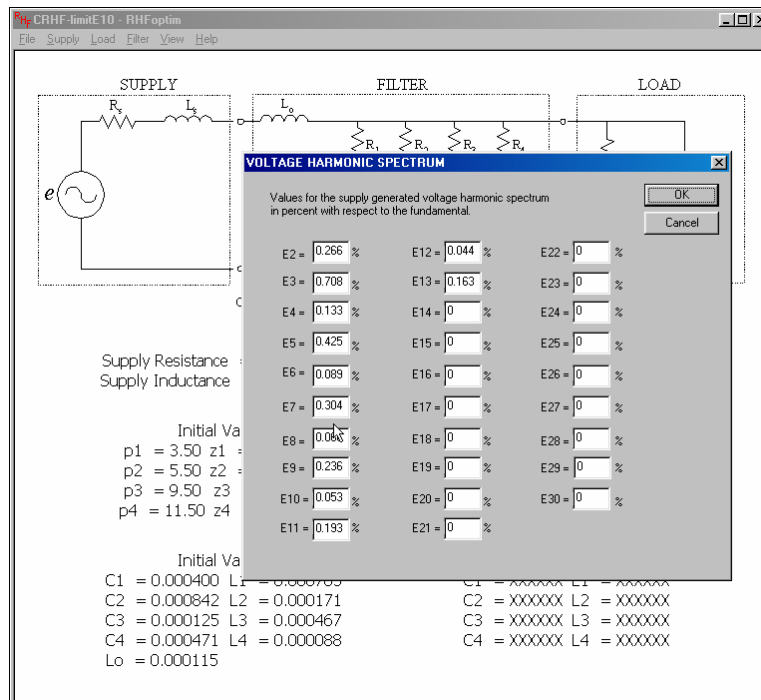 RHF CRHF-limitE10 - RHFoptim
File Supply Load Filter View Help
SUPPLY FILTER LOAD
Rs Ls Lo
R1 R2 R3 R4
e
VOLTAGE HARMONIC SPECTRUM
Values for the supply generated voltage harmonic spectrum
in percent with respect to the fundamental.
OK
Cancel
E2 = 0.266 % E12 = 0.044 % E22 = 0 %
E3 = 0.708 % E13 = 0.163 % E23 = 0 %
E4 = 0.133 % E14 = 0 % E24 = 0 %
E5 = 0.425 % E15 = 0 % E25 = 0 %
E6 = 0.089 % E16 = 0 % E26 = 0 %
E7 = 0.304 % E17 = 0 % E27 = 0 %
E8 = % E18 = 0 % E28 = 0 %
E9 = 0.236 % E19 = 0 % E29 = 0 %
E10 = 0.053 % E20 = 0 % E30 = 0 %
E11 = 0.193 % E21 = 0 %
Supply Resistance
Supply Inductance
Initial Va
p1 = 3.50 z1 =
p2 = 5.50 z2 =
p3 = 9.50 z3
p4 = 11.50 z4
Initial Va
C1 = 0.000400 L1 = C1 = XXXXXX L1 = XXXXXX
C2 = 0.000842 L2 = 0.000171 C2 = XXXXXX L2 = XXXXXX
C3 = 0.000125 L3 = 0.000467 C3 = XXXXXX L3 = XXXXXX
C4 = 0.000471 L4 = 0.000088 C4 = XXXXXX L4 = XXXXXX
Lo = 0.000115